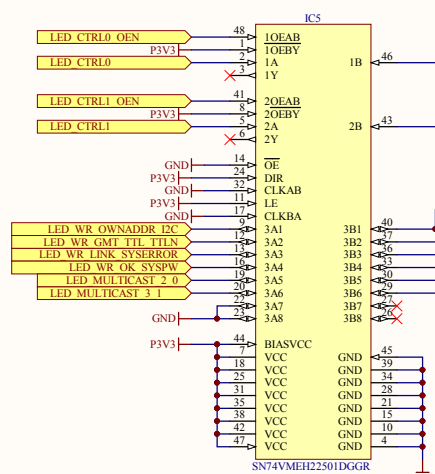 IC5
LED_CTRL0_OEN 48 1OEAB
P3V3 1 1OEBY
LED_CTRL0 2 1A 1B 46
3 1Y
LED_CTRL1_OEN 41 2OEAB
P3V3 8 2OEBY
LED_CTRL1 5 2A 2B 43
6 2Y
GND 14 OE
P3V3 24 DIR
GND 32 CLKAB
P3V3 11 LE
GND 17 CLKBA
LED_WR_OWNADDR_I2C 9 3A1 3B1 40
LED_WR_GMT_TTL_TTLN 12 3A2 3B2 37
LED_WR_LINK_SYSERROR 13 3A3 3B3 36
LED_WR_OK_SYSPW 16 3A4 3B4 33
LED_MULTICAST_2_0 19 3A5 3B5 30
LED_MULTICAST_3_1 20 3A6 3B6 29
22 3A7 3B7 27
GND 23 3A8 3B8 26
P3V3 44 BIASVCC
7 VCC GND 45
18 VCC GND 39
25 VCC GND 34
31 VCC GND 28
35 VCC GND 21
38 VCC GND 15
42 VCC GND 10
47 VCC GND 4
SN74VMEH22501DGGR